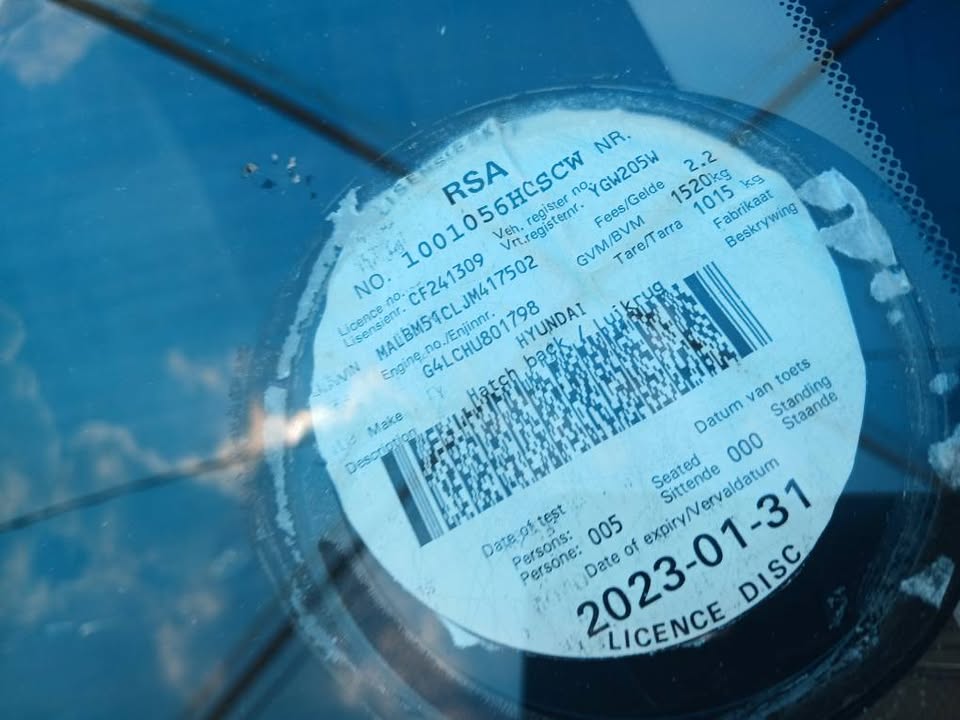 RSA
NO. 1001056HCSCW NR.
Licence no. CF241309 Veh. register no. YGW205W
Lisensienr. Vrt.registernr.
Fees/Gelde 2.2
MALBM51CLJM417502 GVM/BVM 1520kg
Engine no./Enjinnr. Tare/Tarra 1015 kg
G4LCHU801798
Make HYUNDAI Fabrikaat
Description Hatch back / Luikrug Beskrywing
Date of test Datum van toets
Persons: 005 Seated 000 Standing
Persone: Sittende Staande
Date of expiry/Vervaldatum
2023-01-31
LICENCE DISC